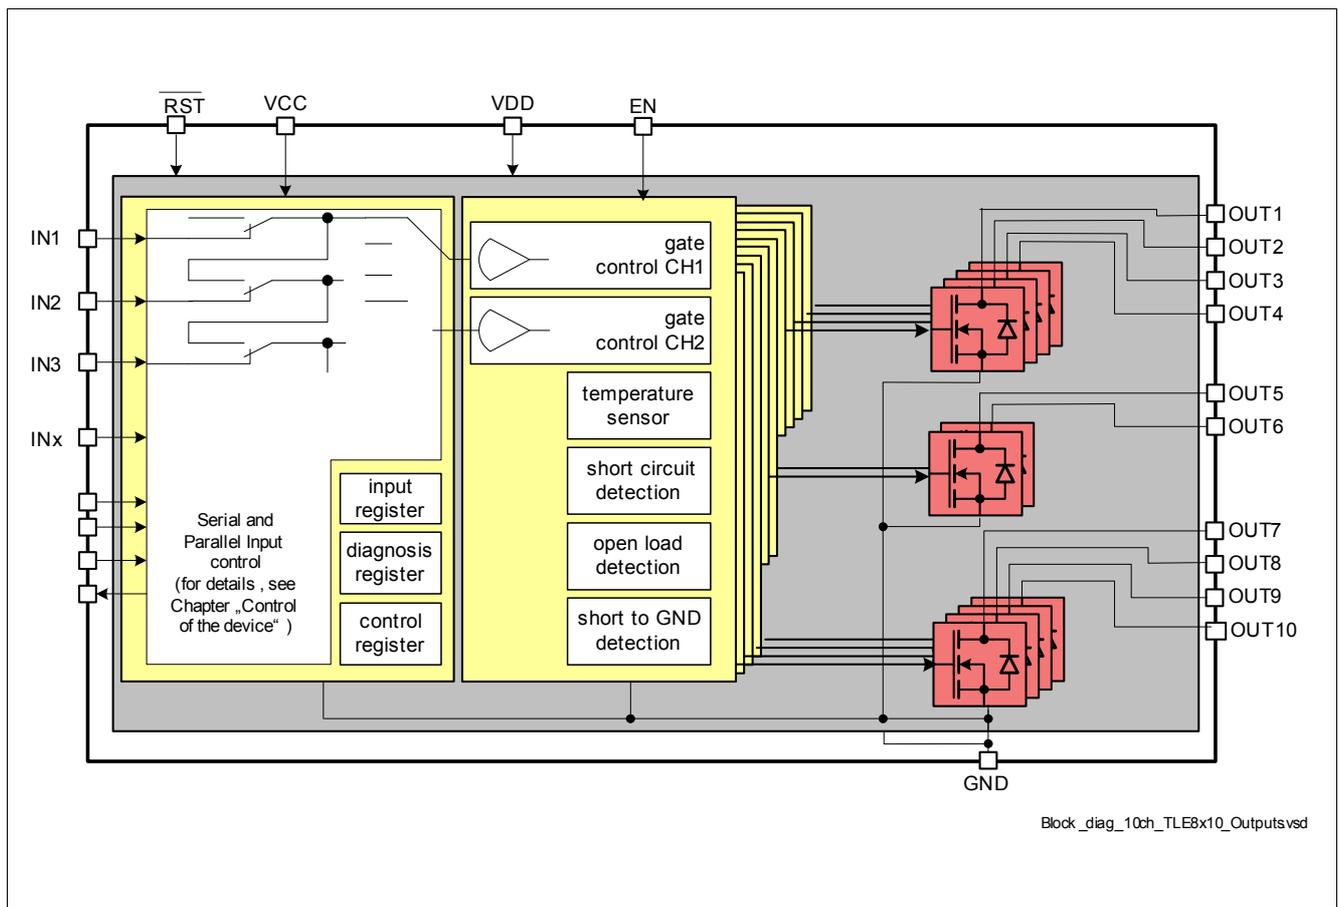 RST
VCC
VDD
EN
IN1
IN2
IN3
INx
gate
control CH1
gate
control CH2
temperature
sensor
short circuit
detection
open load
detection
short to GND
detection
input
register
diagnosis
register
control
register
Serial and
Parallel Input
control
(for details , see
Chapter „Control
of the device“ )
OUT1
OUT2
OUT3
OUT4
OUT5
OUT6
OUT7
OUT8
OUT9
OUT10
GND
Block _diag_10ch_TLE8x10_Outputs.vsd